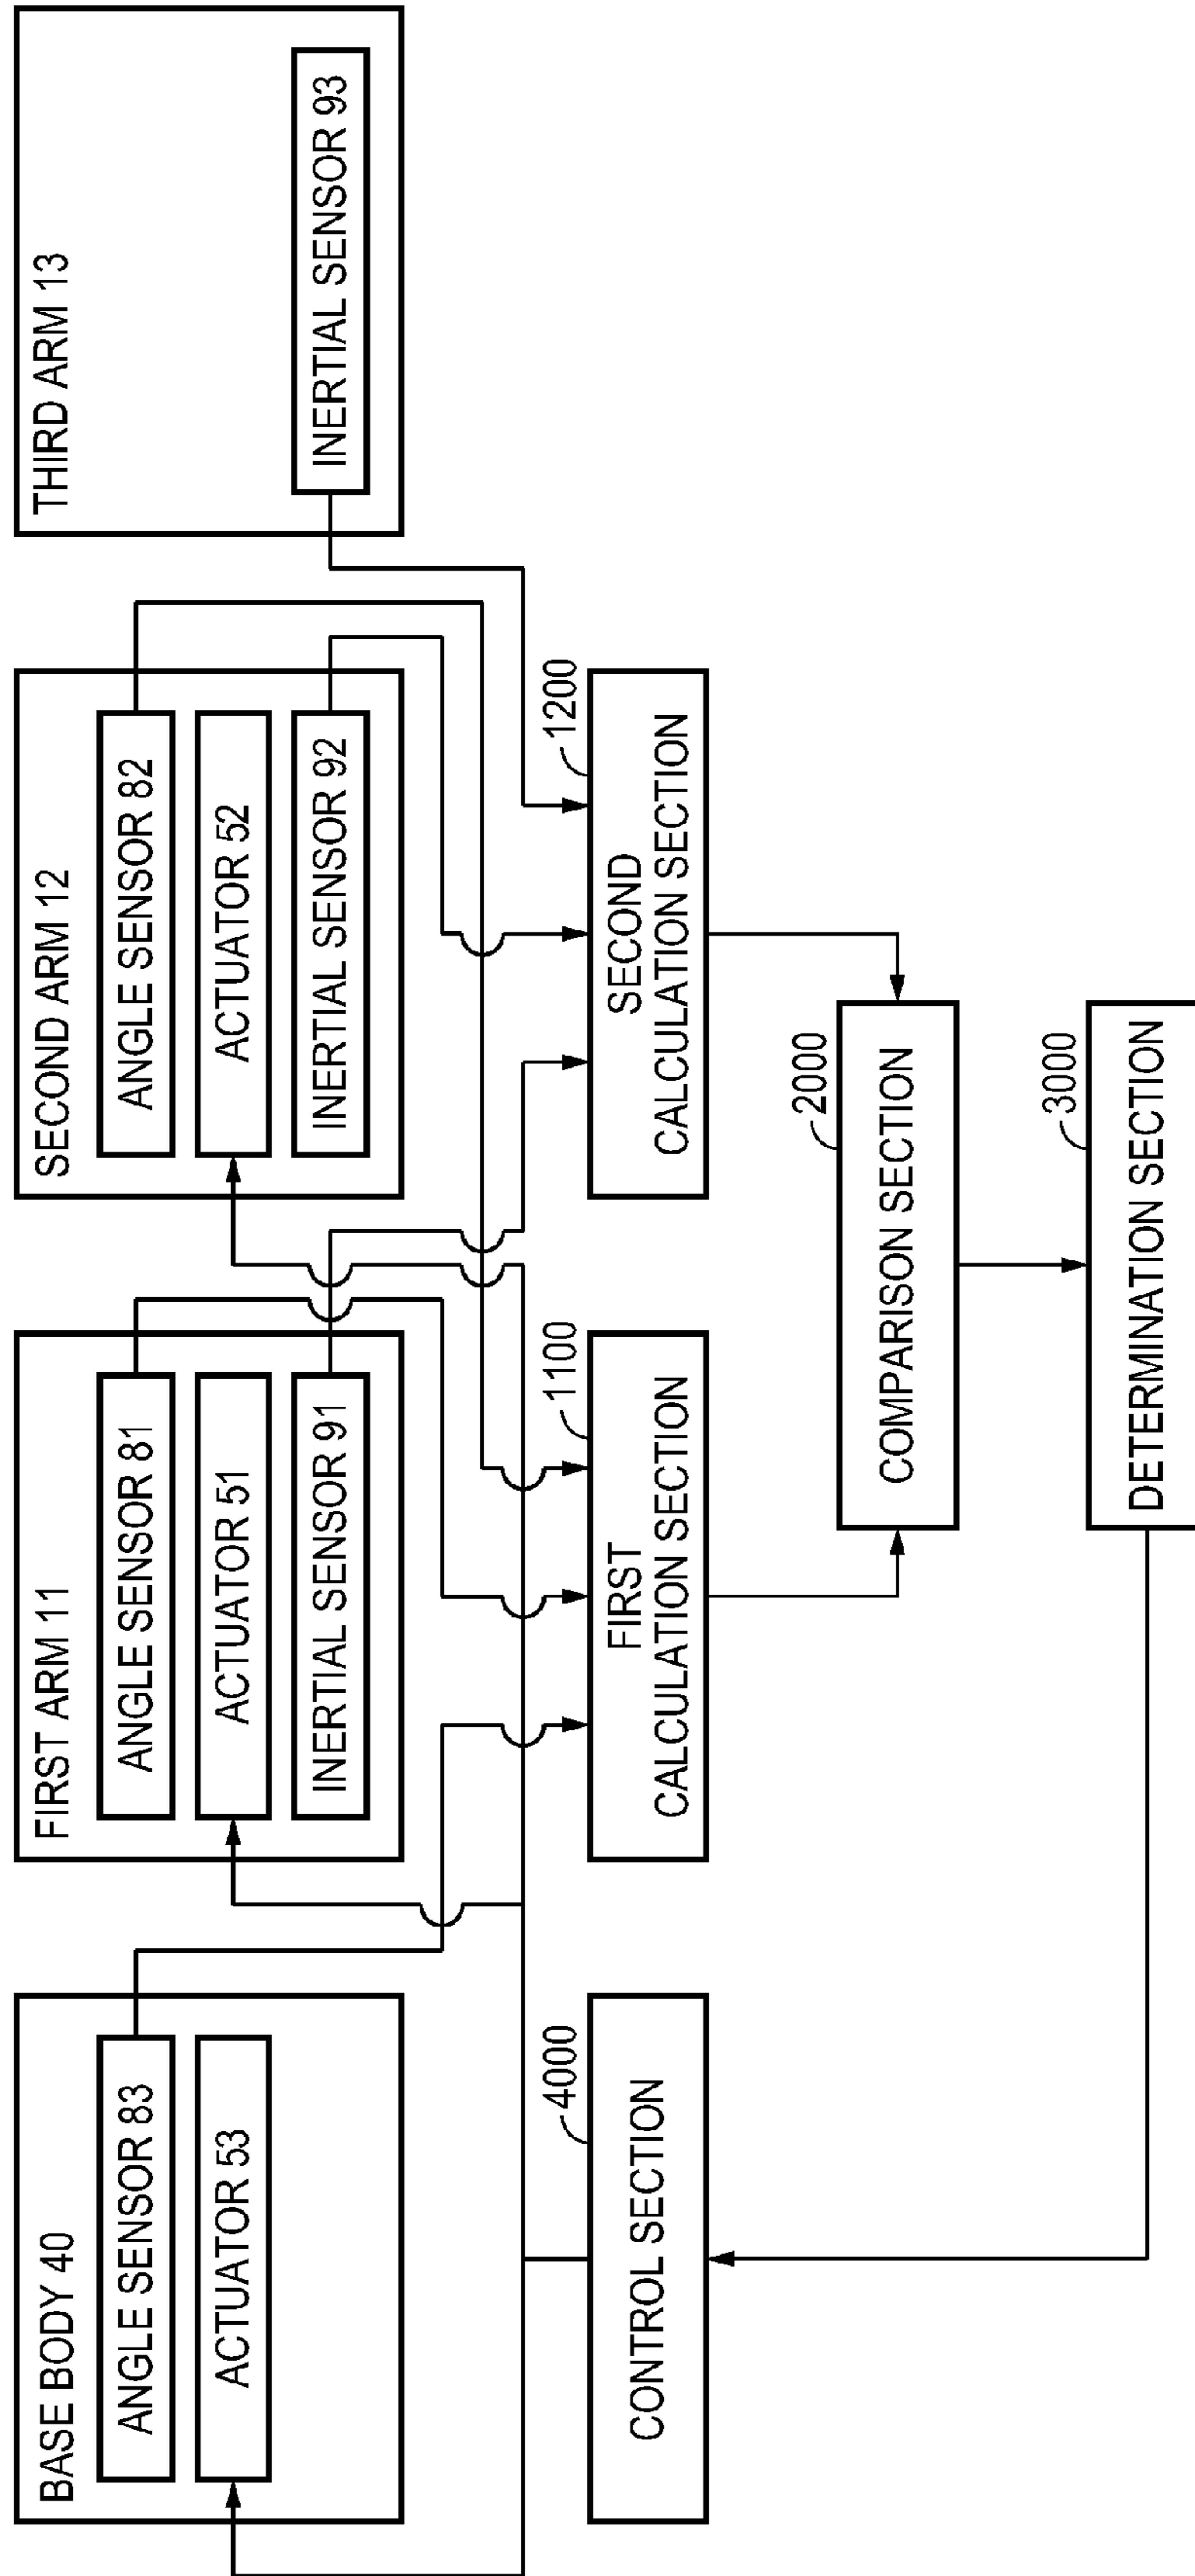 BASE BODY 40
ANGLE SENSOR 83
ACTUATOR 53
FIRST ARM 11
ANGLE SENSOR 81
ACTUATOR 51
INERTIAL SENSOR 91
SECOND ARM 12
ANGLE SENSOR 82
ACTUATOR 52
INERTIAL SENSOR 92
THIRD ARM 13
INERTIAL SENSOR 93
4000
CONTROL SECTION
1100
FIRST
CALCULATION SECTION
1200
SECOND
CALCULATION SECTION
2000
COMPARISON SECTION
3000
DETERMINATION SECTION